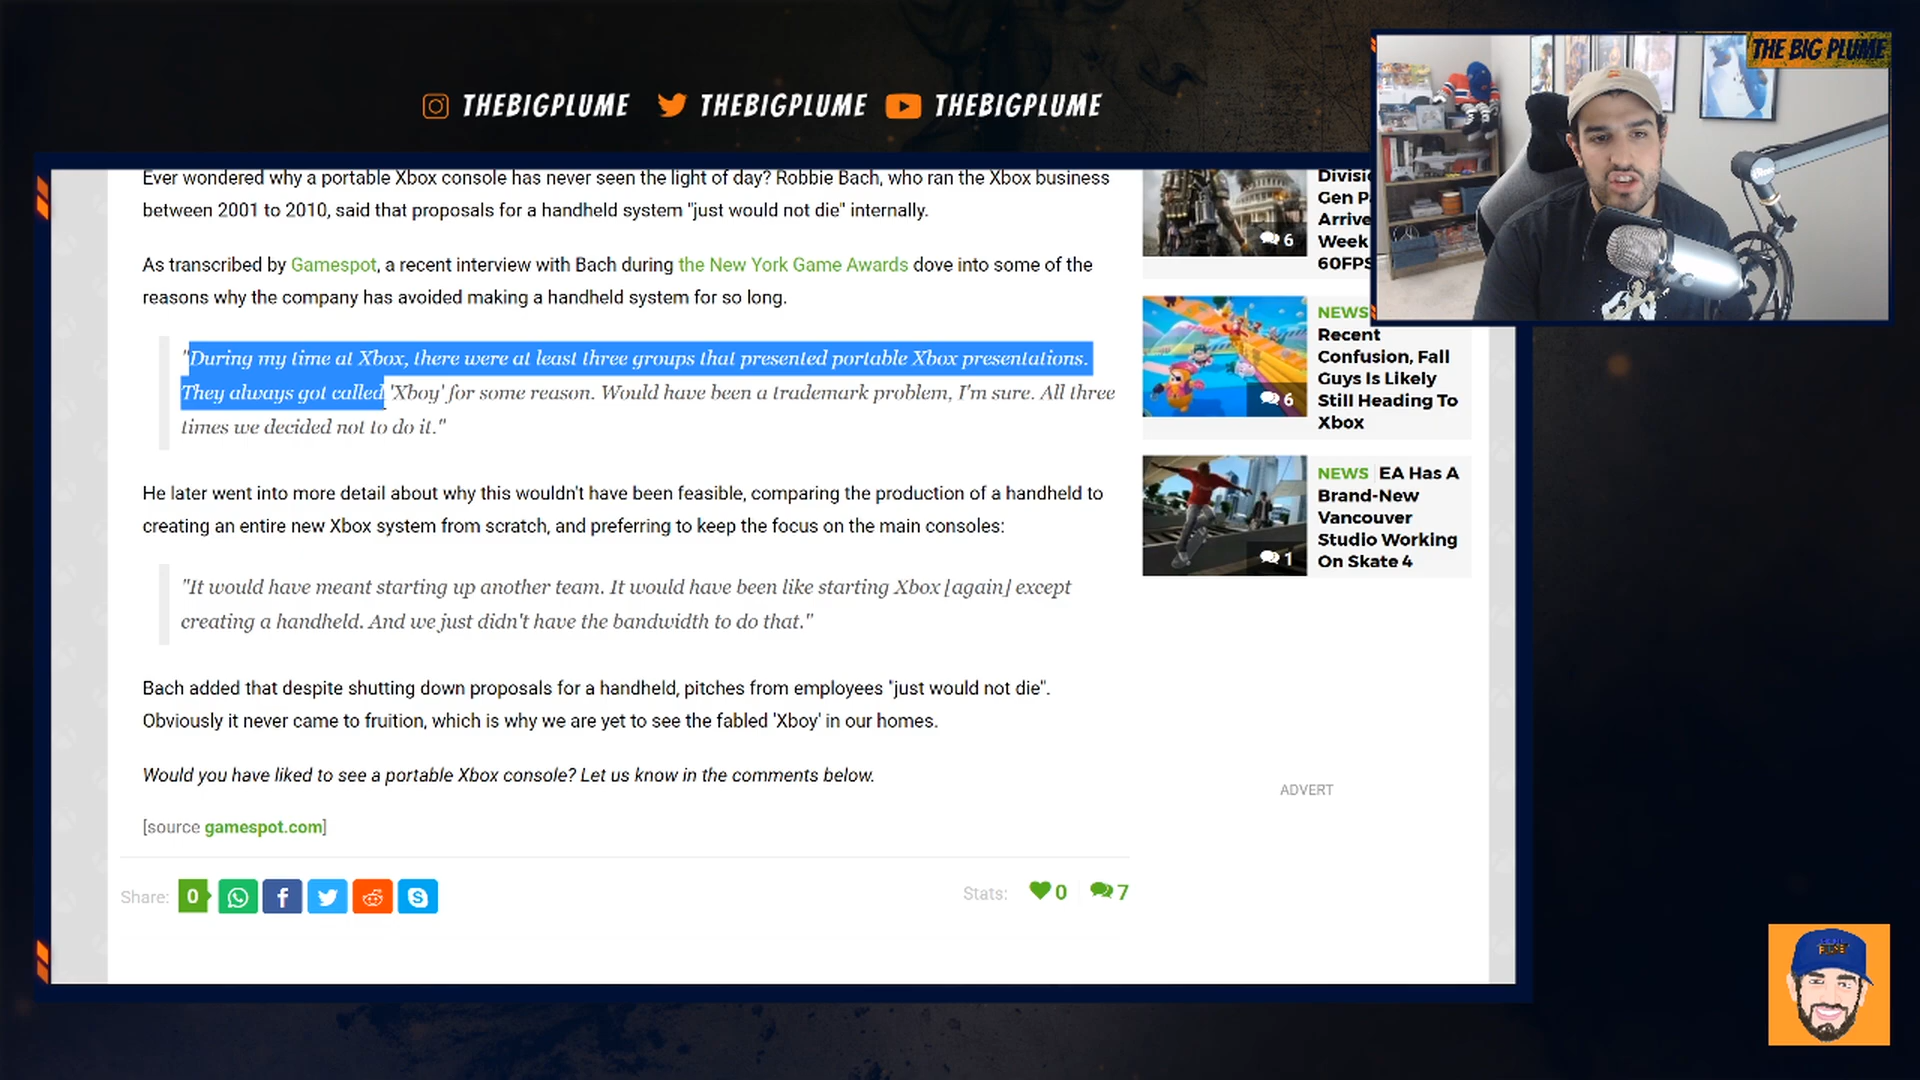 THE BIG PLUME
THEBIGPLUME THEBIGPLUME THEBIGPLUME
Ever wondered why a portable Xbox console has never seen the light of day? Robbie Bach, who ran the Xbox business
between 2001 to 2010, said that proposals for a handheld system "just would not die" internally.
As transcribed by Gamespot, a recent interview with Bach during the New York Game Awards dove into some of the
reasons why the company has avoided making a handheld system for so long.
"During my time at Xbox, there were at least three groups that presented portable Xbox presentations.
They always got called 'Xboy' for some reason. Would have been a trademark problem, I'm sure. All three
times we decided not to do it."
He later went into more detail about why this wouldn't have been feasible, comparing the production of a handheld to
creating an entire new Xbox system from scratch, and preferring to keep the focus on the main consoles:
"It would have meant starting up another team. It would have been like starting Xbox [again] except
creating a handheld. And we just didn't have the bandwidth to do that."
Bach added that despite shutting down proposals for a handheld, pitches from employees "just would not die".
Obviously it never came to fruition, which is why we are yet to see the fabled 'Xboy' in our homes.
Would you have liked to see a portable Xbox console? Let us know in the comments below.
[source gamespot.com]
Share: 0
Stats: 0 7
Divisi
Gen P
Arrive
Week
60FPS
6
NEWS
Recent
Confusion, Fall
Guys Is Likely
Still Heading To
Xbox
6
NEWS EA Has A
Brand-New
Vancouver
Studio Working
On Skate 4
1
ADVERT